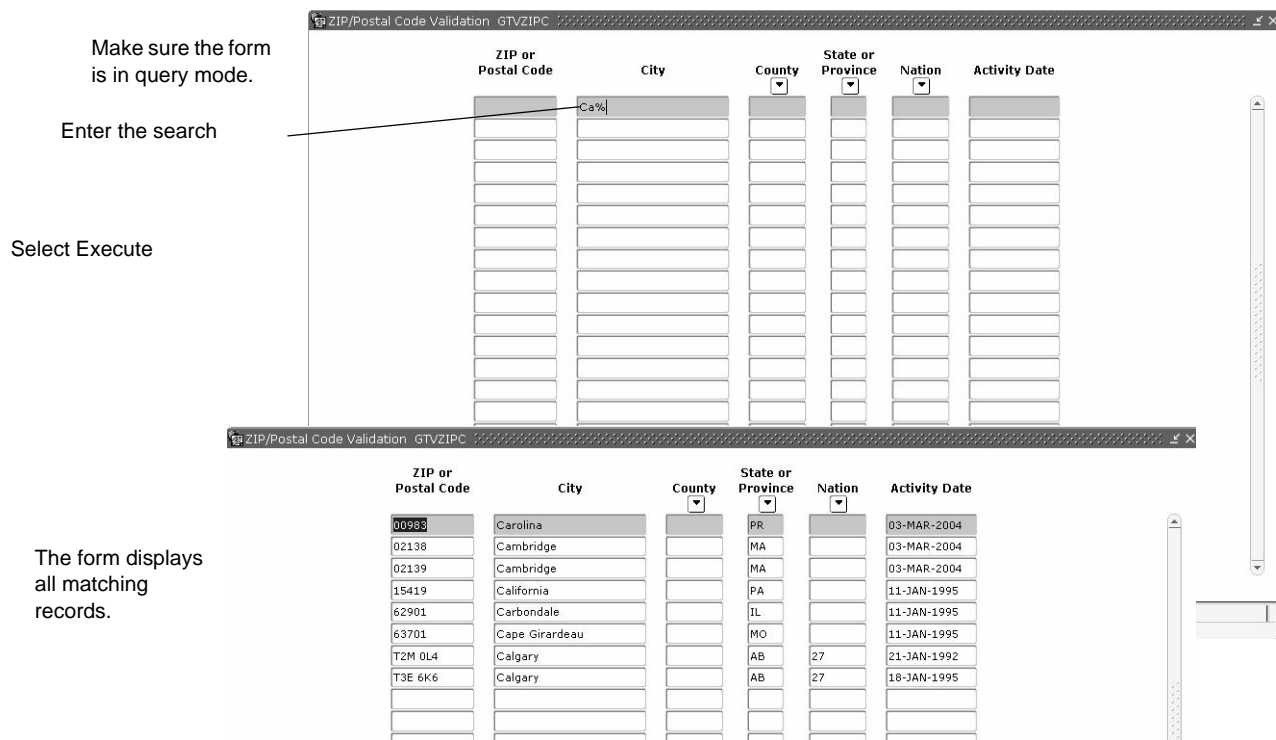 ZIP/Postal Code Validation GTVZIPC
Make sure the form
is in query mode.
ZIP or
Postal Code
City
County
State or
Province
Nation
Activity Date
Enter the search
Ca%
Select Execute
ZIP/Postal Code Validation GTVZIPC
ZIP or
Postal Code
City
County
State or
Province
Nation
Activity Date
The form displays
all matching
records.
00983 Carolina PR 03-MAR-2004
02138 Cambridge MA 03-MAR-2004
02139 Cambridge MA 03-MAR-2004
15419 California PA 11-JAN-1995
62901 Carbondale IL 11-JAN-1995
63701 Cape Girardeau MO 11-JAN-1995
T2M 0L4 Calgary AB 27 21-JAN-1992
T3E 6K6 Calgary AB 27 18-JAN-1995